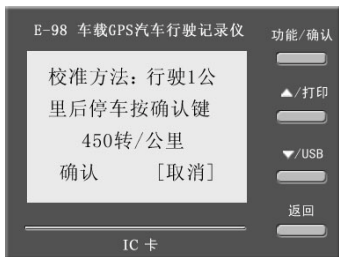 E-98 车载GPS汽车行驶记录仪
功能/确认
校准方法：行驶1公
里后停车按确认键
450转/公里
确认 [取消]
▲/打印
▼/USB
返回
IC 卡